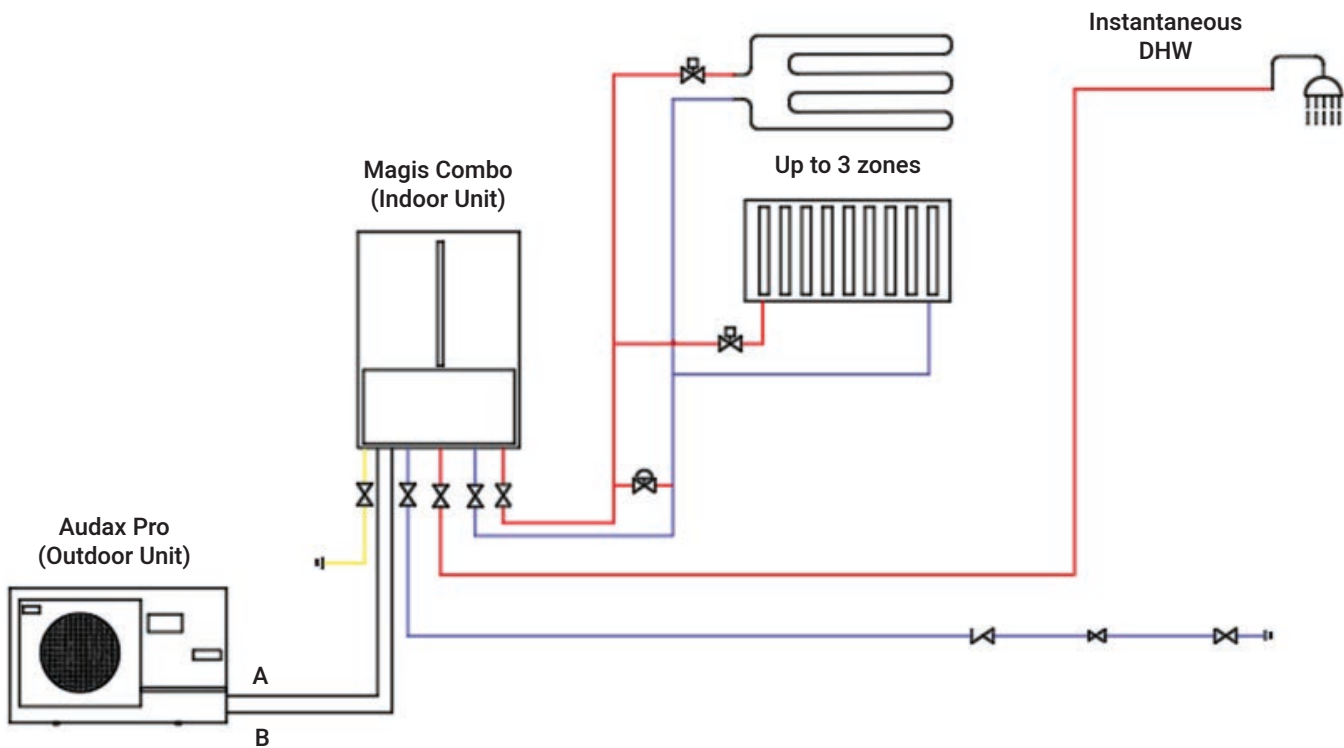 Instantaneous
DHW
Up to 3 zones
Magis Combo
(Indoor Unit)
Audax Pro
(Outdoor Unit)
A
B